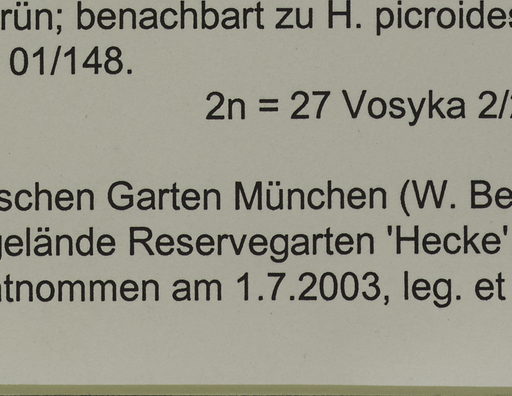 rün; benachbart zu H. picroides
01/148.
2n = 27 Vosyka 2/
schen Garten München (W. Be
gelände Reservegarten 'Hecke'
ntnommen am 1.7.2003, leg. et